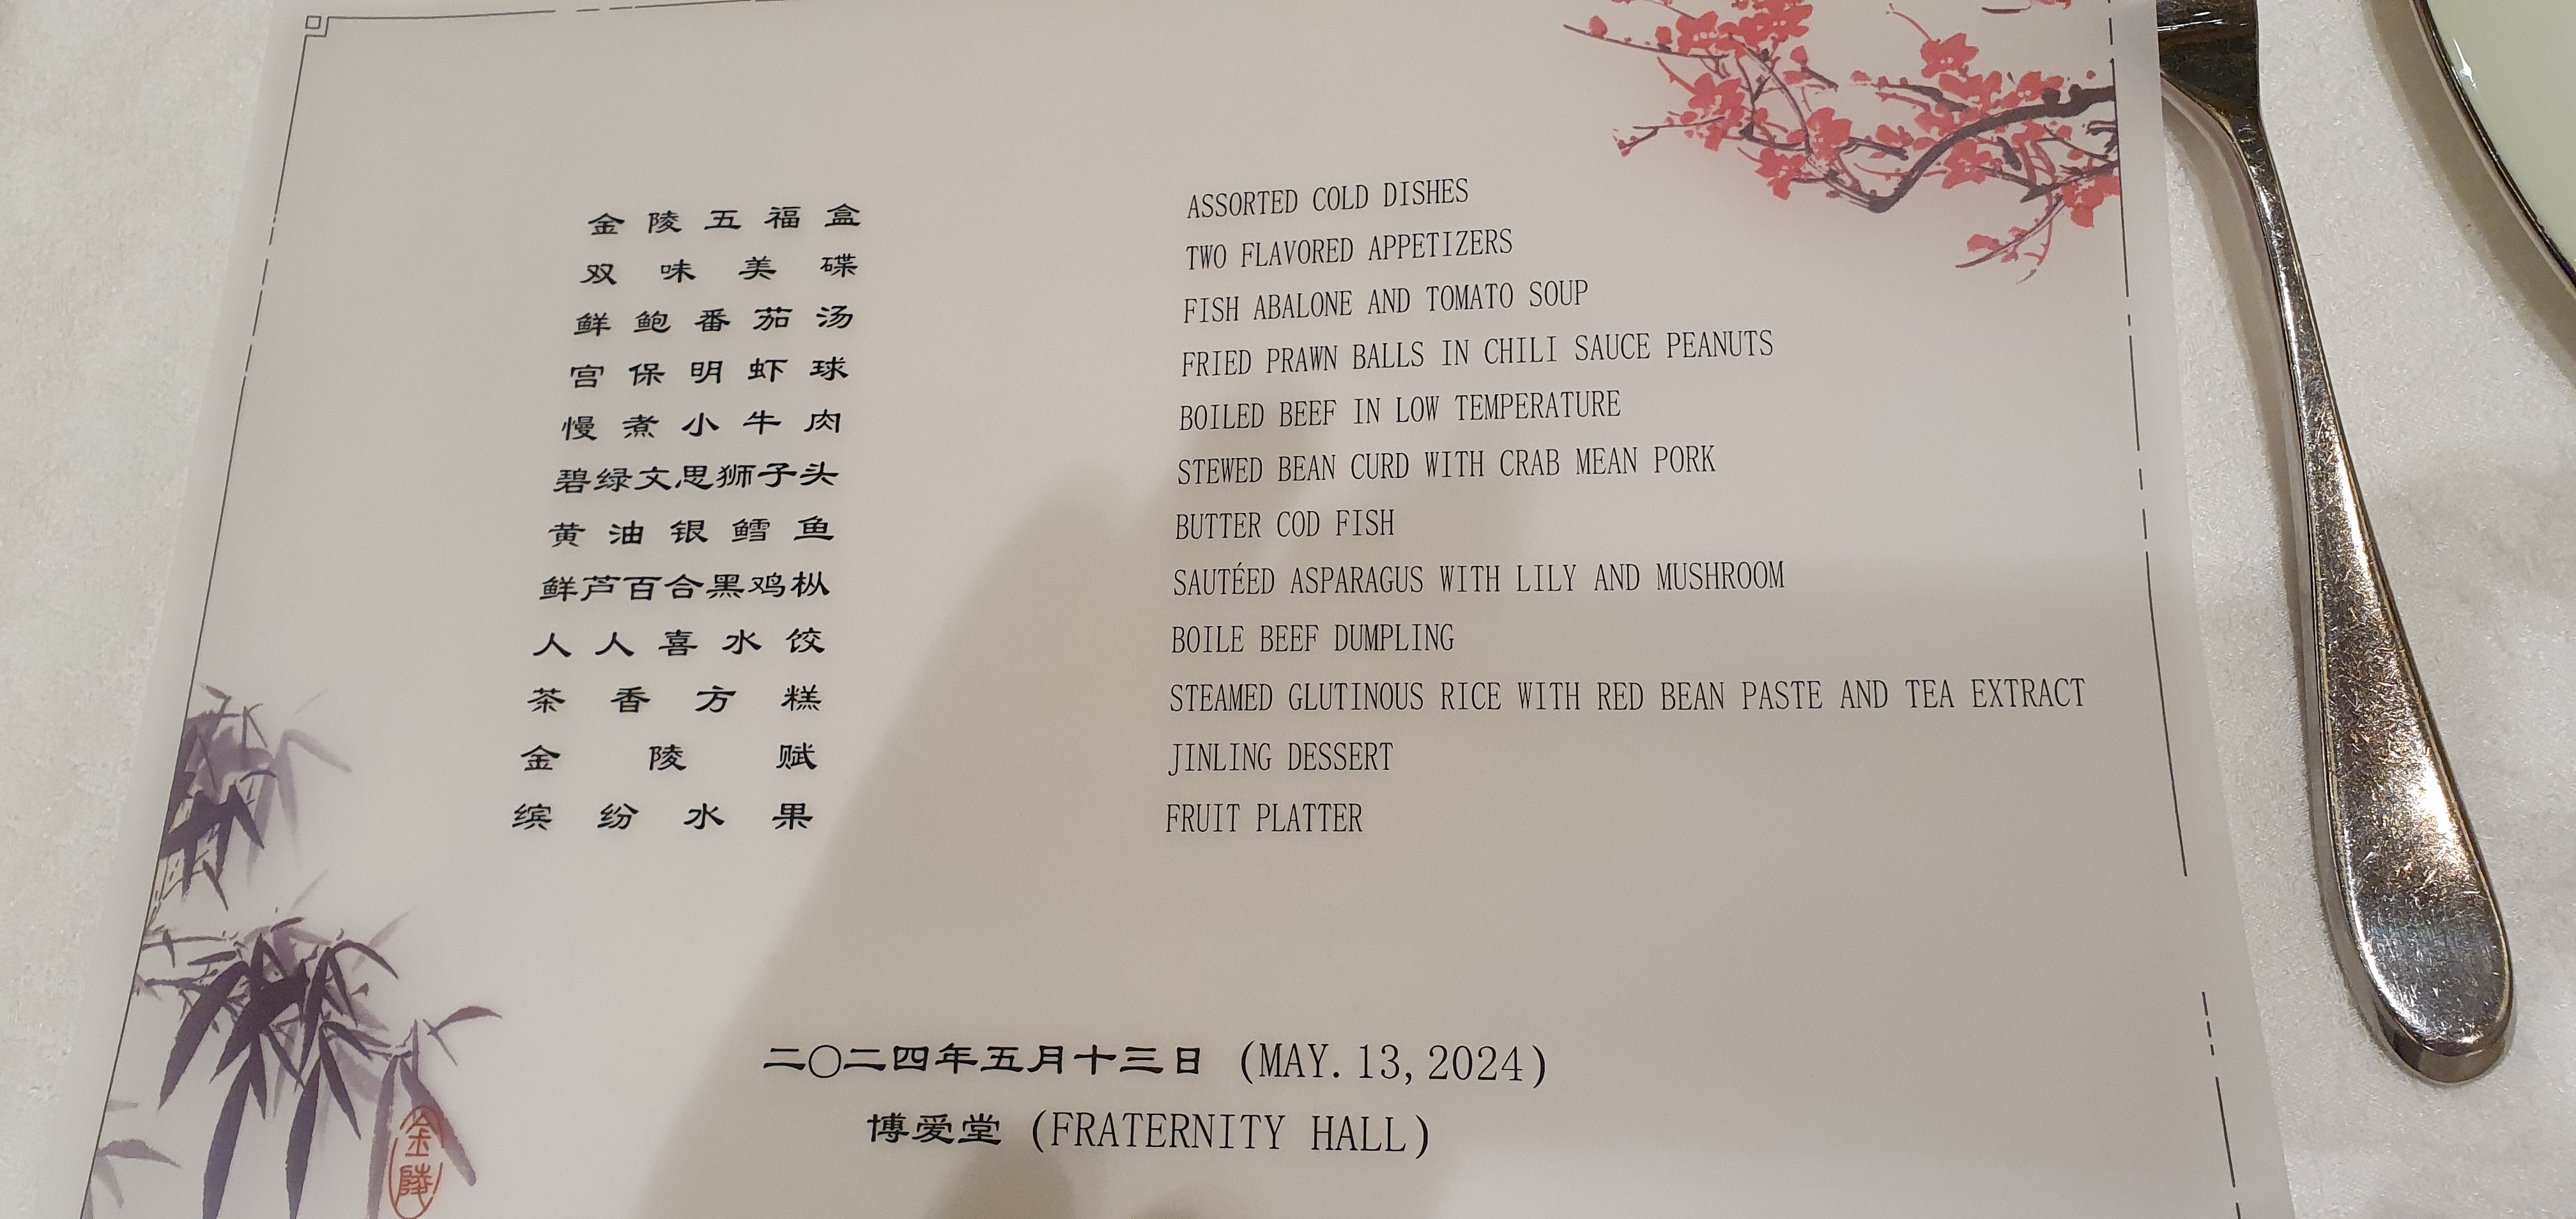 金陵五福盒 ASSORTED COLD DISHES
双味美碟 TWO FLAVORED APPETIZERS
鲜鲍番茄汤 FISH ABALONE AND TOMATO SOUP
宫保明虾球 FRIED PRAWN BALLS IN CHILI SAUCE PEANUTS
慢煮小牛肉 BOILED BEEF IN LOW TEMPERATURE
碧绿文思狮子头 STEWED BEAN CURD WITH CRAB MEAN PORK
黄油银鳕鱼 BUTTER COD FISH
鲜芦百合黑鸡枞 SAUTÉED ASPARAGUS WITH LILY AND MUSHROOM
人人喜水饺 BOILE BEEF DUMPLING
茶香方糕 STEAMED GLUTINOUS RICE WITH RED BEAN PASTE AND TEA EXTRACT
金陵赋 JINLING DESSERT
缤纷水果 FRUIT PLATTER
二〇二四年五月十三日 (MAY.13,2024)
博爱堂 (FRATERNITY HALL)
金陵